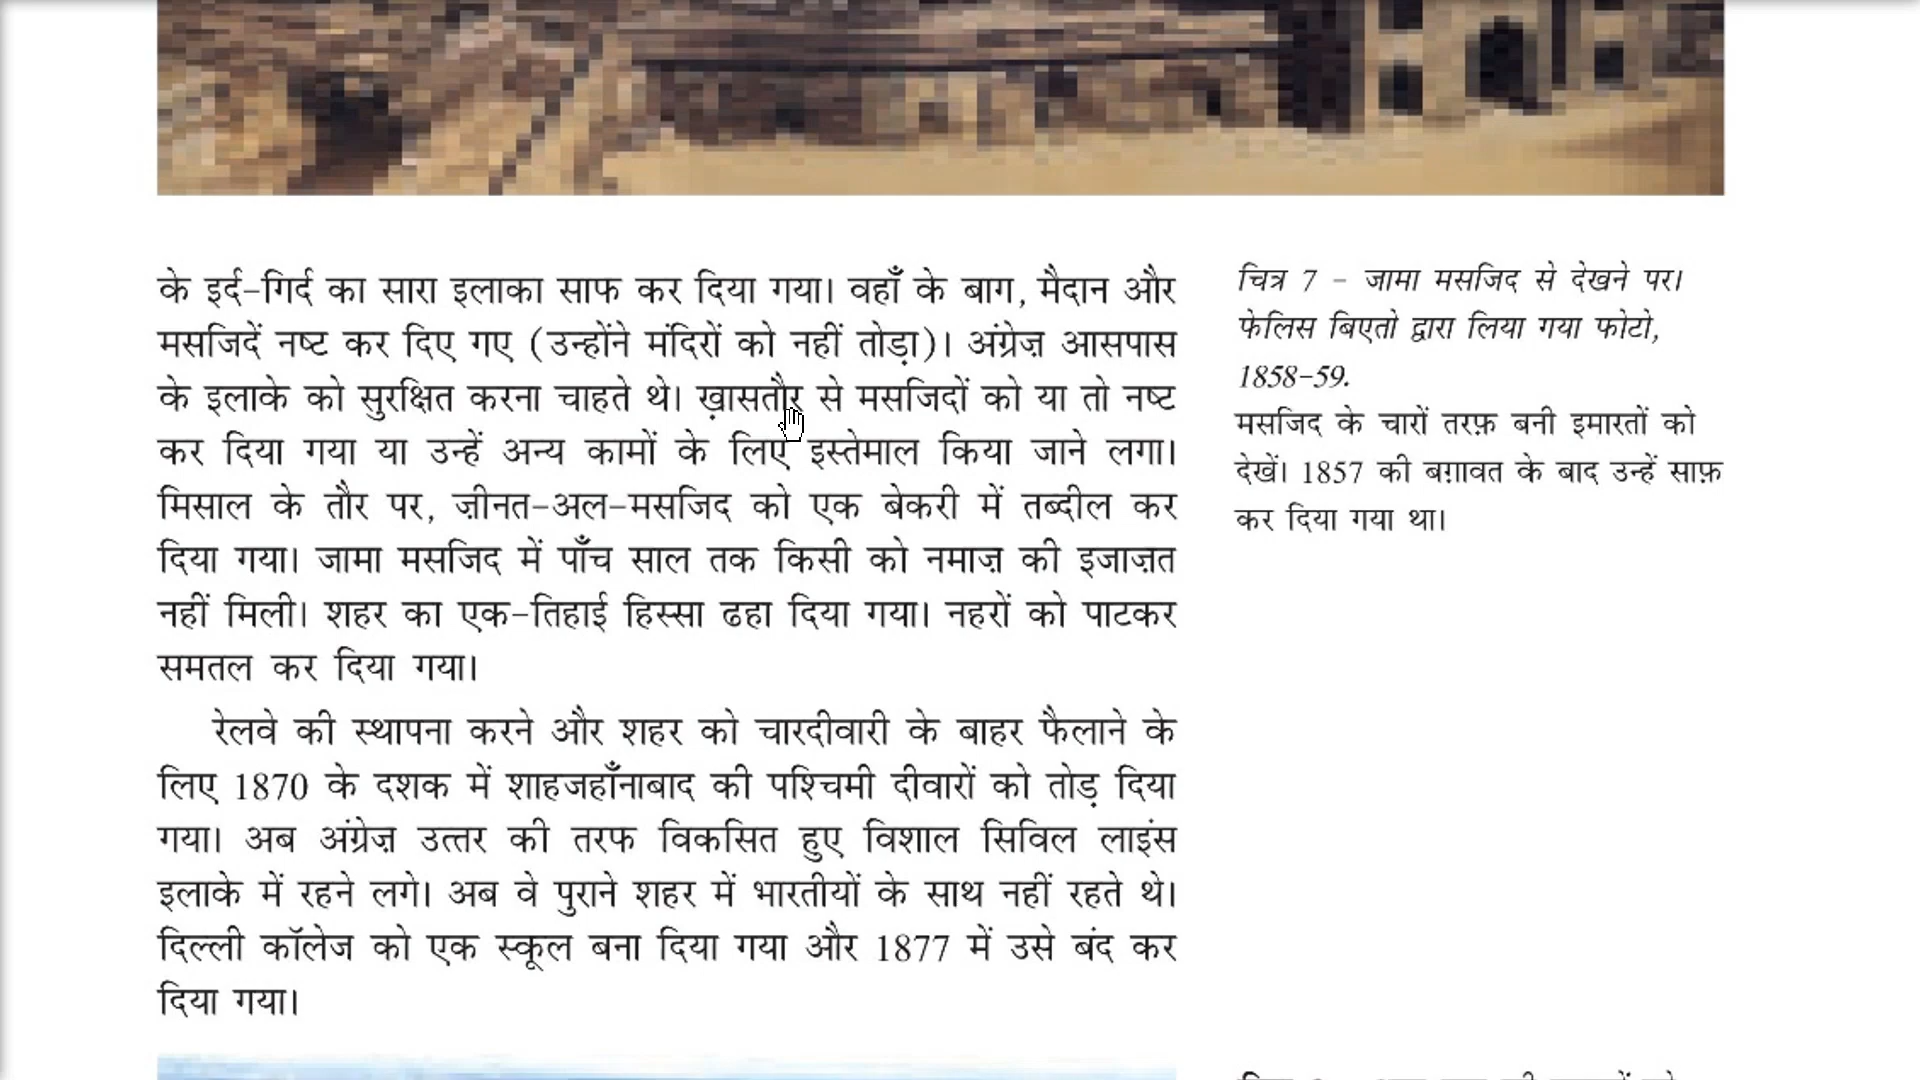 के इर्द-गिर्द का सारा इलाका साफ कर दिया गया। वहाँ के बाग, मैदान और
मसजिदें नष्ट कर दिए गए (उन्होंने मंदिरों को नहीं तोड़ा)। अंग्रेज़ आसपास
के इलाके को सुरक्षित करना चाहते थे। ख़ासतौर से मसजिदों को या तो नष्ट
कर दिया गया या उन्हें अन्य कामों के लिए इस्तेमाल किया जाने लगा।
मिसाल के तौर पर, ज़ीनत-अल-मसजिद को एक बेकरी में तब्दील कर
दिया गया। जामा मसजिद में पाँच साल तक किसी को नमाज़ की इजाज़त
नहीं मिली। शहर का एक-तिहाई हिस्सा ढहा दिया गया। नहरों को पाटकर
समतल कर दिया गया।
रेलवे की स्थापना करने और शहर को चारदीवारी के बाहर फैलाने के
लिए 1870 के दशक में शाहजहाँनाबाद की पश्चिमी दीवारों को तोड़ दिया
गया। अब अंग्रेज़ उत्तर की तरफ विकसित हुए विशाल सिविल लाइंस
इलाके में रहने लगे। अब वे पुराने शहर में भारतीयों के साथ नहीं रहते थे।
दिल्ली कॉलेज को एक स्कूल बना दिया गया और 1877 में उसे बंद कर
दिया गया।
चित्र 7 - जामा मसजिद से देखने पर।
फेलिस बिएतो द्वारा लिया गया फोटो,
1858-59.
मसजिद के चारों तरफ़ बनी इमारतों को
देखें। 1857 की बग़ावत के बाद उन्हें साफ़
कर दिया गया था।